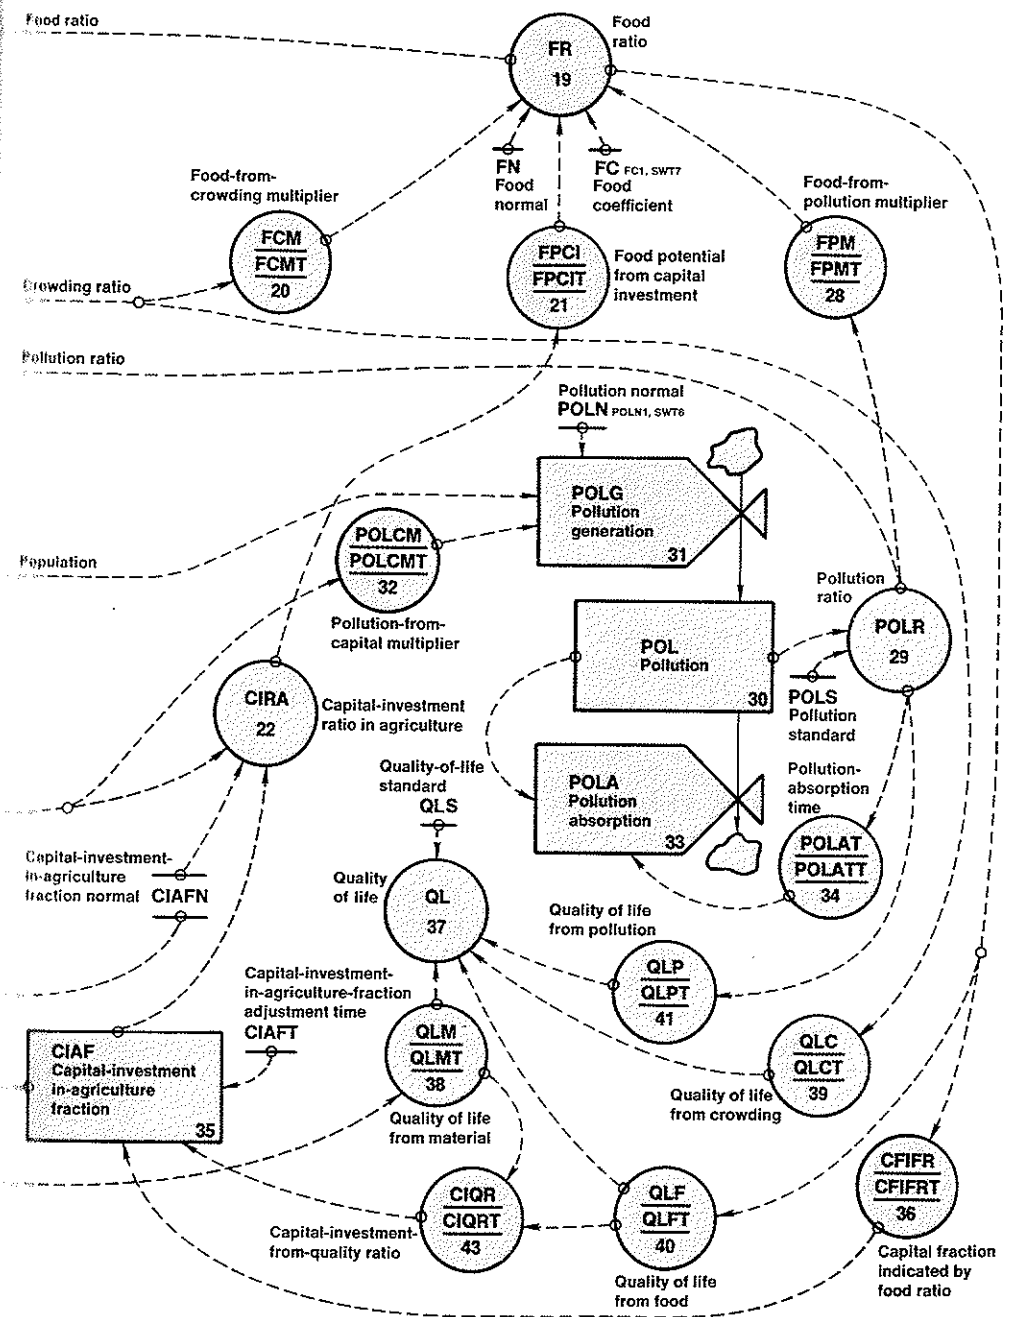 Food ratio
FR
19
Food
ratio
FN
Food
normal
FC FC1, SWT7
Food
coefficient
Food-from-
crowding multiplier
FCM
FCMT
20
FPCI
FPCIT
21
Food potential
from capital
investment
Food-from-
pollution multiplier
FPM
FPMT
28
Crowding ratio
Pollution ratio
Pollution normal
POLN POLN1, SWT6
POLG
Pollution
generation
31
POLCM
POLCMT
32
Pollution-from-
capital multiplier
Population
Pollution
ratio
POLR
29
POL
Pollution
30
POLS
Pollution
standard
CIRA
22
Capital-investment
ratio in agriculture
Quality-of-life
standard
QLS
POLA
Pollution
absorption
33
Pollution-
absorption
time
POLAT
POLATT
34
Capital-investment-
in-agriculture
fraction normal
CIAFN
Quality
of life
QL
37
Quality of life
from pollution
QLP
QLPT
41
Capital-investment-
in-agriculture-fraction
adjustment time
CIAFT
CIAF
Capital-investment
in-agriculture
fraction
35
QLM
QLMT
38
Quality of life
from material
QLC
QLCT
39
Quality of life
from crowding
CIQR
CIQRT
43
Capital-investment-
from-quality ratio
QLF
QLFT
40
Quality of life
from food
CFIFR
CFIFRT
36
Capital fraction
indicated by
food ratio